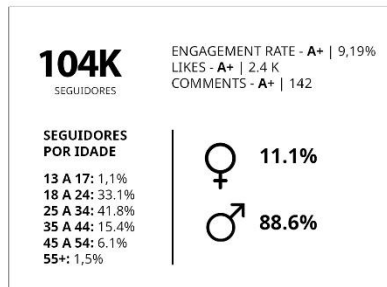 104K
SEGUIDORES
ENGAGEMENT RATE - A+ | 9,19%
LIKES - A+ | 2.4 K
COMMENTS - A+ | 142
SEGUIDORES
POR IDADE
13 A 17: 1,1%
18 A 24: 33.1%
25 A 34: 41.8%
35 A 44: 15.4%
45 A 54: 6.1%
55+: 1,5%
11.1%
88.6%